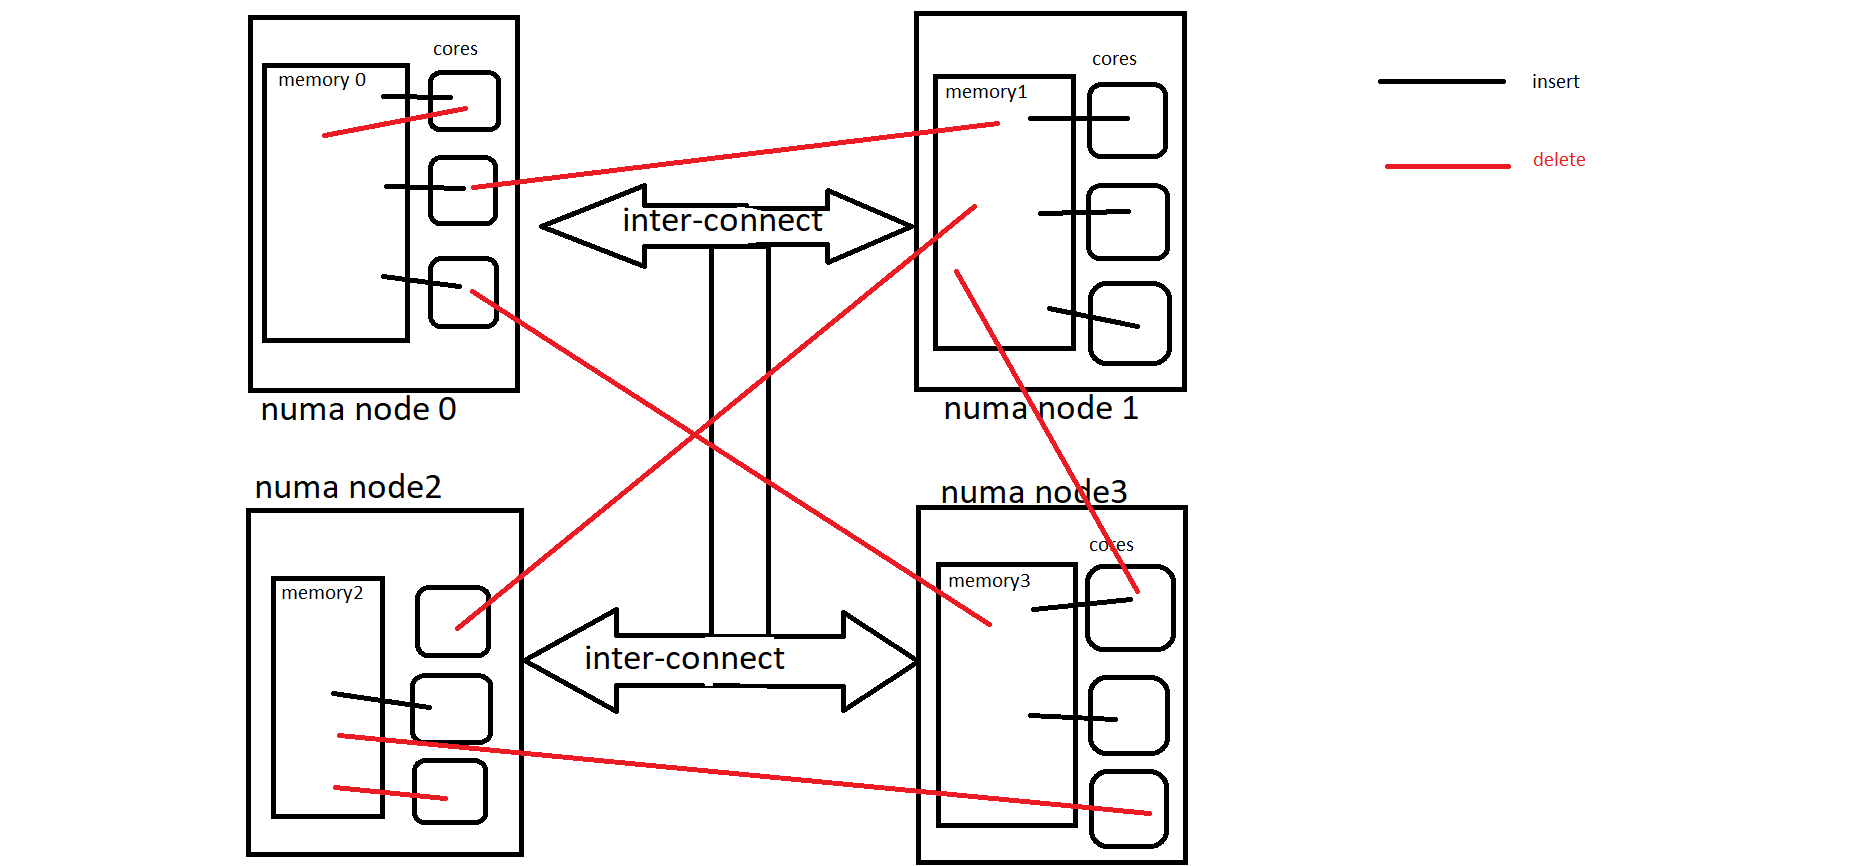 cores
memory 0
numa node 0
cores
memory1
numa node 1
insert
delete
inter-connect
numa node2
memory2
numa node3
cores
memory3
inter-connect